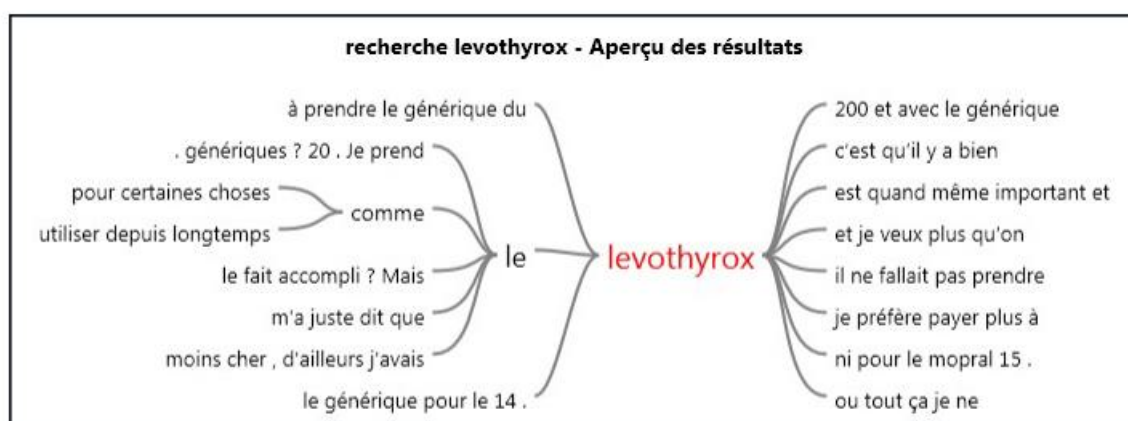 recherche levothyrox - Aperçu des résultats
à prendre le générique du
. génériques ? 20 . Je prend
pour certaines choses
utiliser depuis longtemps
comme
le fait accompli ? Mais
m'a juste dit que
moins cher , d'ailleurs j'avais
le
le générique pour le 14 .
levothyrox
200 et avec le générique
c'est qu'il y a bien
est quand même important et
et je veux plus qu'on
il ne fallait pas prendre
je préfère payer plus à
ni pour le mopral 15 .
ou tout ça je ne